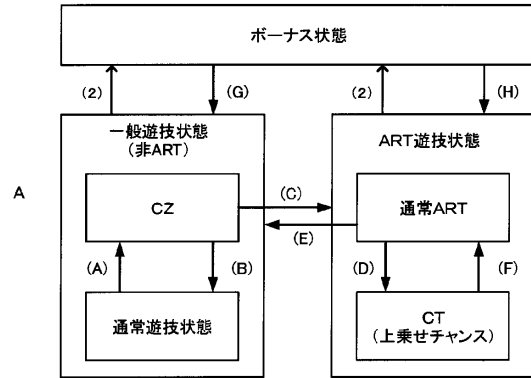 ボーナス状態
(2)
(G)
(2)
(H)
一般遊技状態
(非ART)
ART遊技状態
A
CZ
(C)
通常ART
(E)
(A)
(B)
(D)
(F)
通常遊技状態
CT
(上乗せチャンス)